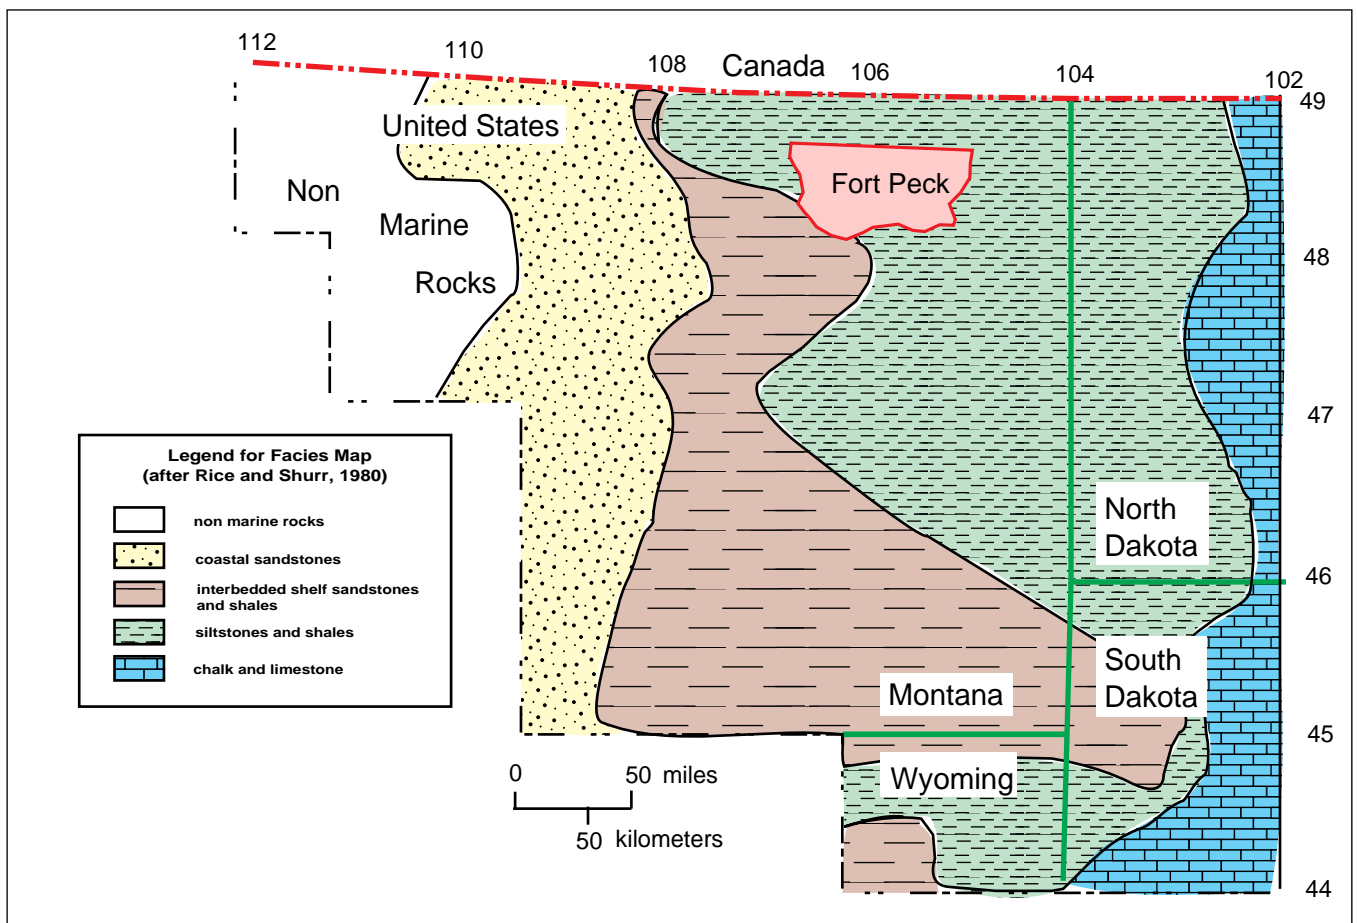 112
110
108
Canada
106
104
102
49
United States
Non
Fort Peck
Marine
48
Rocks
47
Legend for Facies Map
(after Rice and Shurr, 1980)
non marine rocks
coastal sandstones
interbedded shelf sandstones
and shales
siltstones and shales
chalk and limestone
North
Dakota
46
South
Dakota
Montana
45
Wyoming
0
50 miles
50 kilometers
44